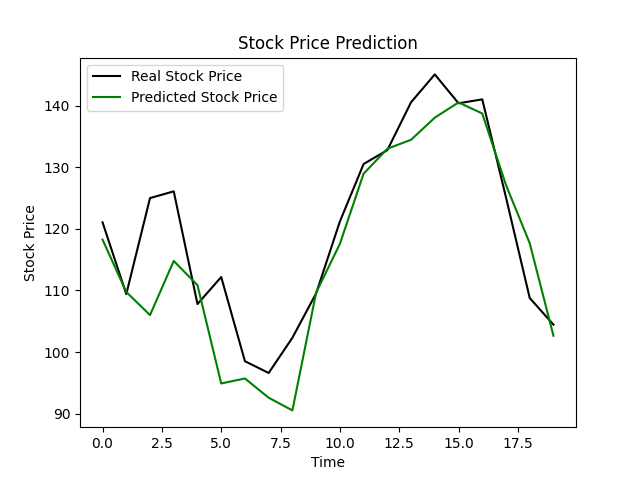 Stock Price Prediction
Real Stock Price
Predicted Stock Price
Stock Price
140
130
120
110
100
90
0.0 2.5 5.0 7.5 10.0 12.5 15.0 17.5
Time